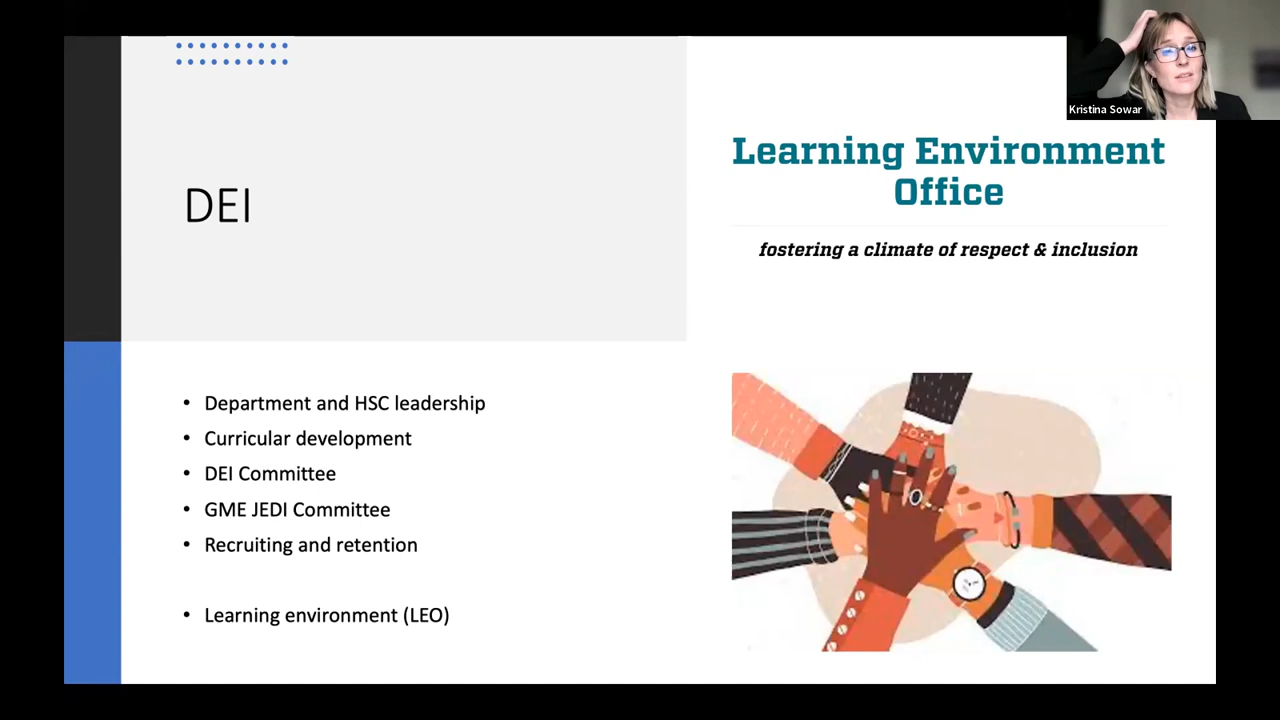 Kristina Sowar
DEI
Learning Environment
Office
fostering a climate of respect & inclusion
• Department and HSC leadership
• Curricular development
• DEI Committee
• GME JEDI Committee
• Recruiting and retention
• Learning environment (LEO)